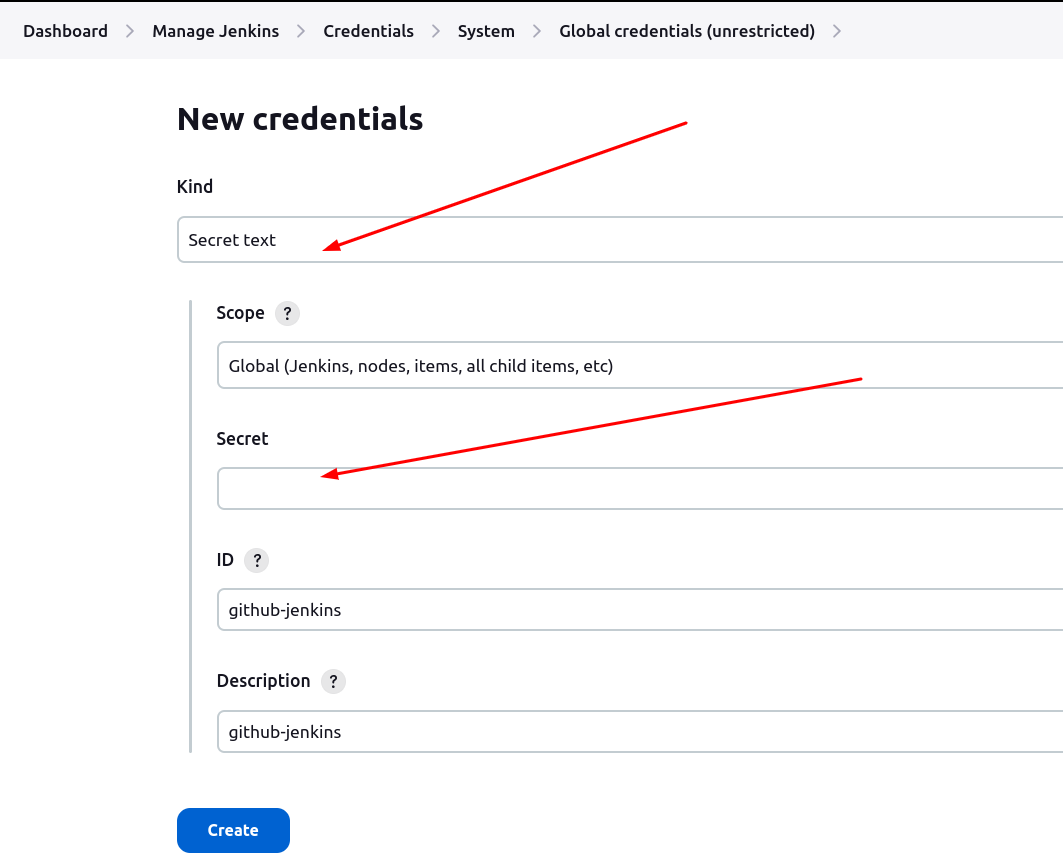 Dashboard > Manage Jenkins > Credentials > System > Global credentials (unrestricted) >
New credentials
Kind
Secret text
Scope ?
Global (Jenkins, nodes, items, all child items, etc)
Secret
ID ?
github-jenkins
Description ?
github-jenkins
Create